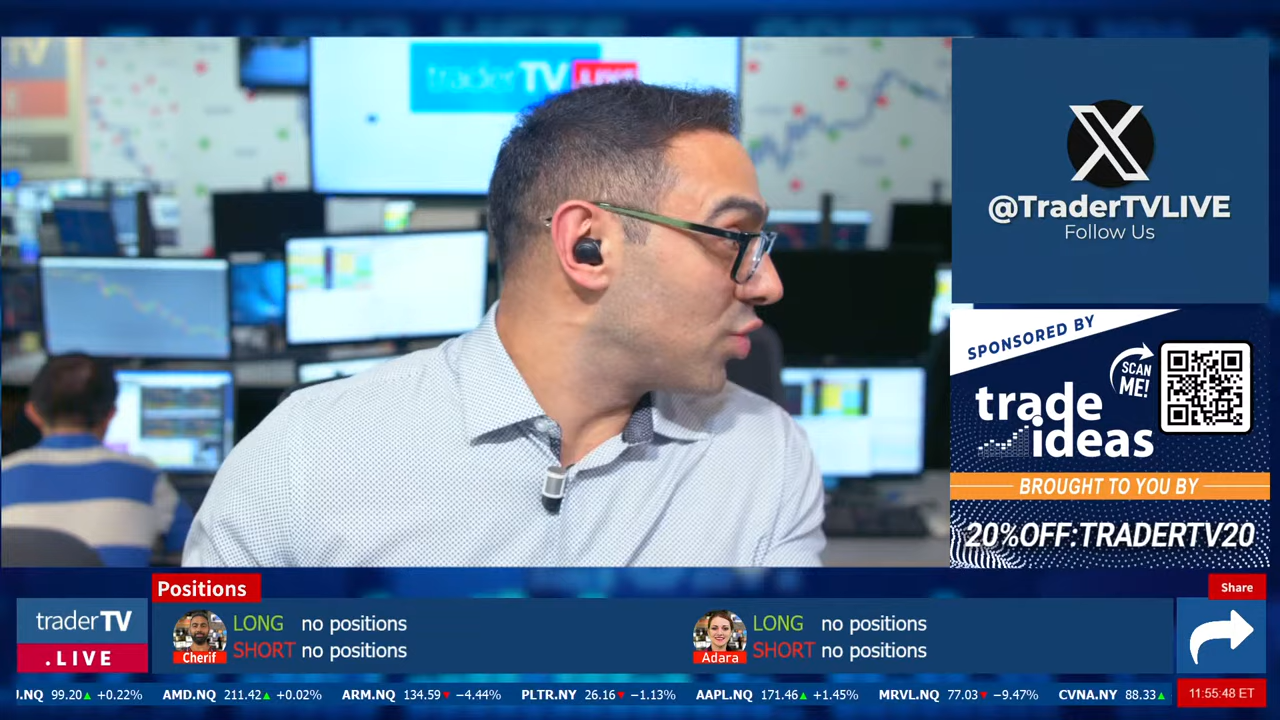 traderTV LIVE
@TraderTVLIVE
Follow Us
SPONSORED BY
SCAN
ME!
trade
ideas
BROUGHT TO YOU BY
20%OFF:TRADERTV20
Positions
Share
traderTV
.LIVE
Cherif
LONG no positions
SHORT no positions
Adara
LONG no positions
SHORT no positions
.NQ 99.20▲ +0.22% AMD.NQ 211.42▲ +0.02% ARM.NQ 134.59▼ −4.44% PLTR.NY 26.16▼ −1.13% AAPL.NQ 171.46▲ +1.45% MRVL.NQ 77.03▼ −9.47% CVNA.NY 88.33▲
11:55:48 ET